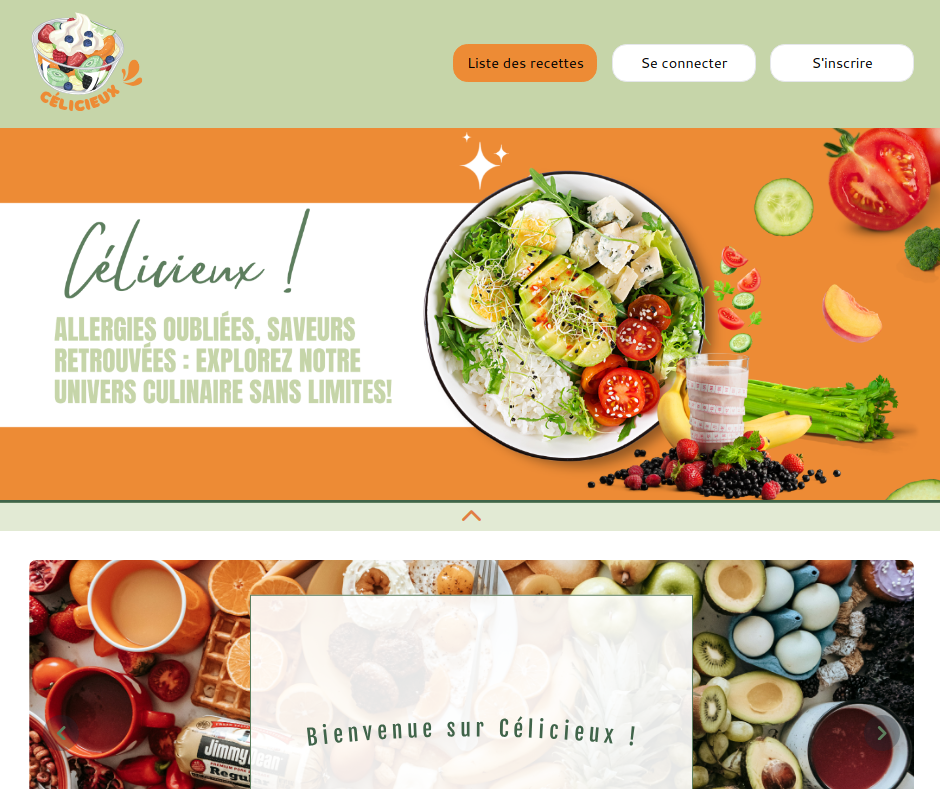 CÉLICIEUX
Liste des recettes
Se connecter
S'inscrire
Célicieux !
ALLERGIES OUBLIÉES, SAVEURS
RETROUVÉES : EXPLOREZ NOTRE
UNIVERS CULINAIRE SANS LIMITES!
Bienvenue sur Célicieux !
Jimmy Dean
Regu